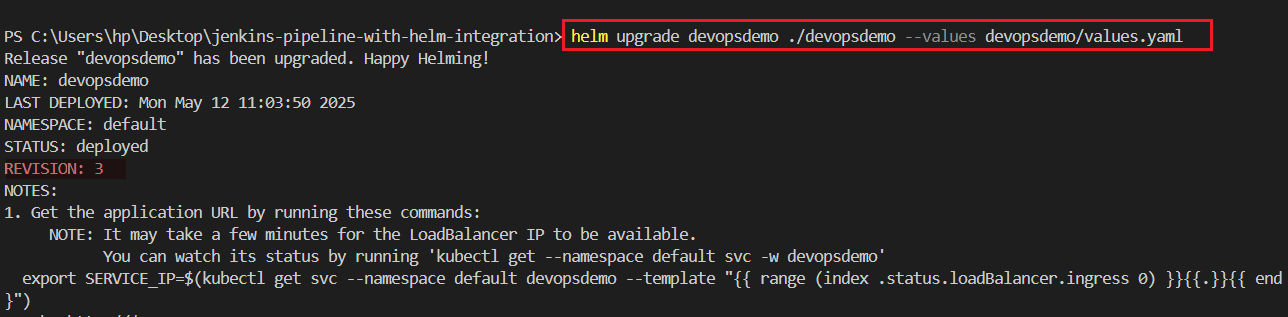 PS C:\Users\hp\Desktop\jenkins-pipeline-with-helm-integration> helm upgrade devopsdemo ./devopsdemo --values devopsdemo/values.yaml
Release "devopsdemo" has been upgraded. Happy Helming!
NAME: devopsdemo
LAST DEPLOYED: Mon May 12 11:03:50 2025
NAMESPACE: default
STATUS: deployed
REVISION: 3
NOTES:
1. Get the application URL by running these commands:
     NOTE: It may take a few minutes for the LoadBalancer IP to be available.
           You can watch its status by running 'kubectl get --namespace default svc -w devopsdemo'
  export SERVICE_IP=$(kubectl get svc --namespace default devopsdemo --template "{{ range (index .status.loadBalancer.ingress 0) }}{{.}}{{ end
}")